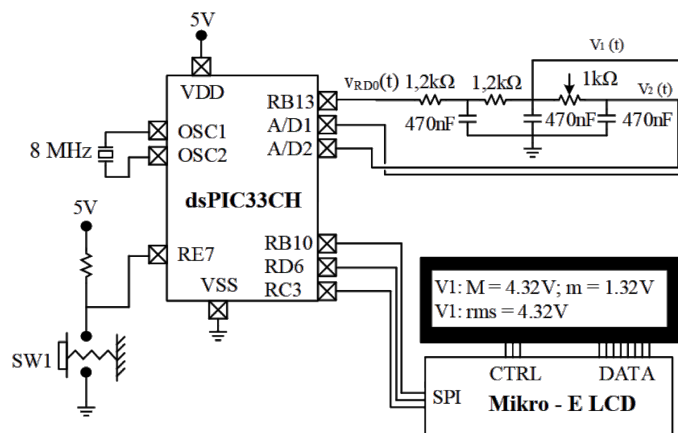 5V
VDD
OSC1
OSC2
8 MHz
dsPIC33CH
RB13
A/D1
A/D2
v_RD0(t)
1,2kΩ
1,2kΩ
1kΩ
V₁ (t)
V₂ (t)
470nF
470nF
470nF
5V
RE7
VSS
SW1
RB10
RD6
RC3
V1: M = 4.32V; m = 1.32V
V1: rms = 4.32V
CTRL
DATA
SPI
Mikro - E LCD